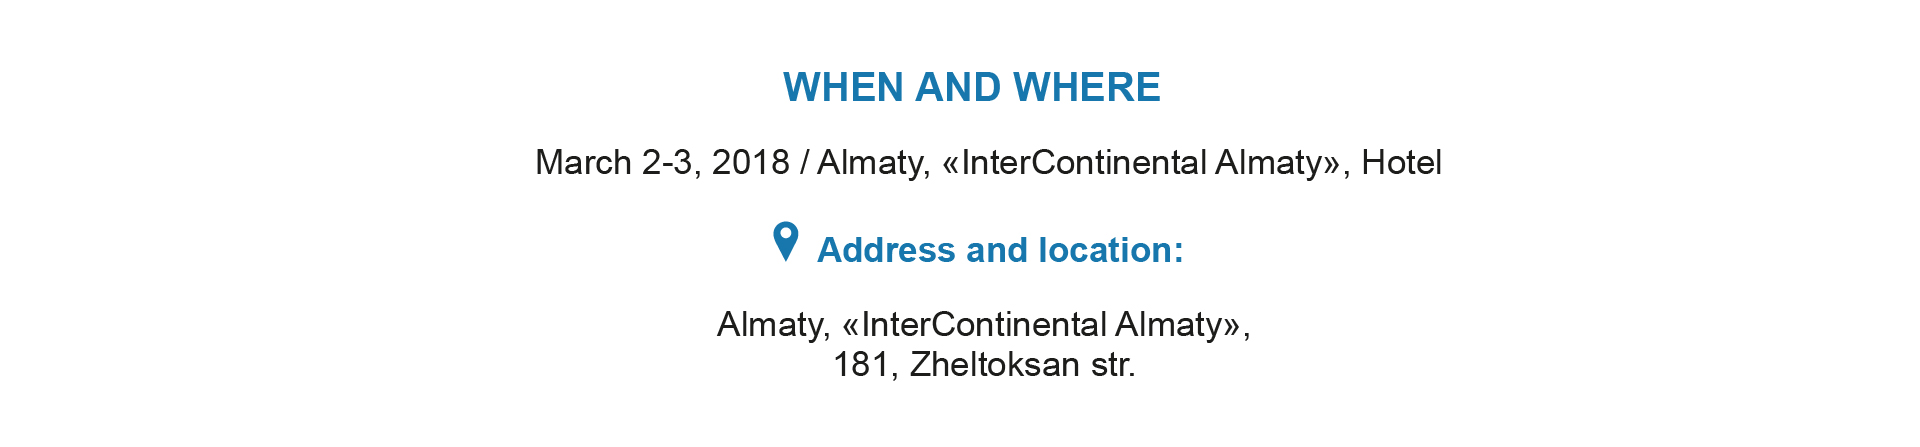 WHEN AND WHERE
March 2-3, 2018 / Almaty, «InterContinental Almaty», Hotel
Address and location:
Almaty, «InterContinental Almaty»,
181, Zheltoksan str.